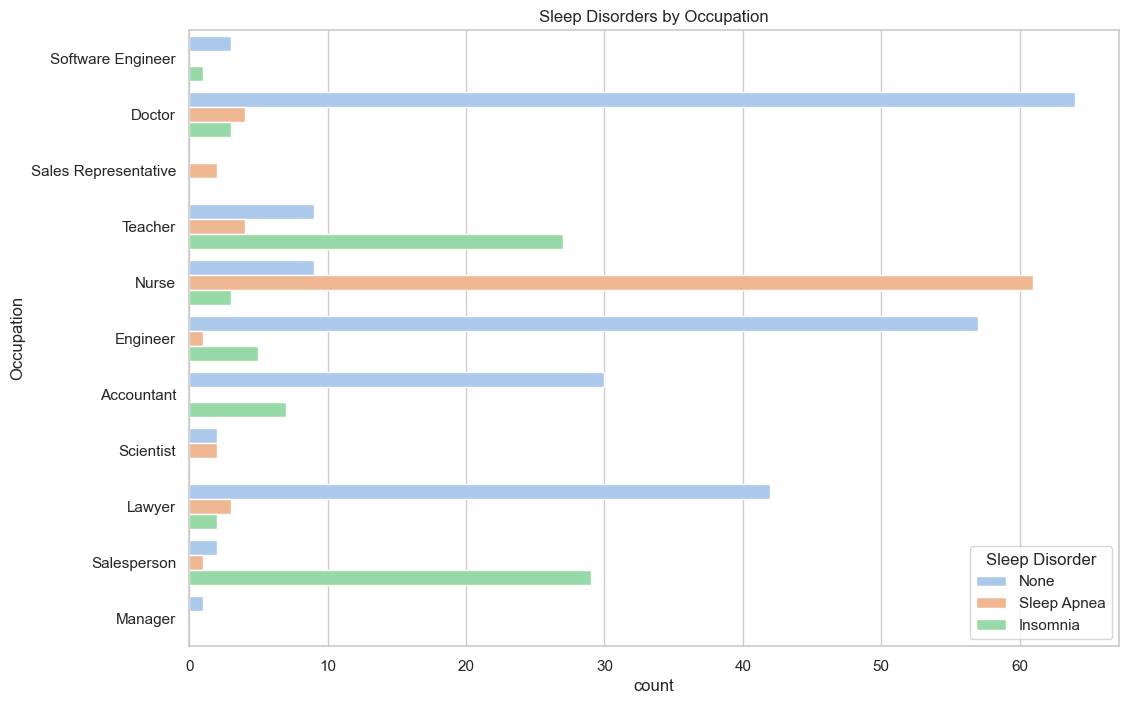 Sleep Disorders by Occupation
Software Engineer
Doctor
Sales Representative
Teacher
Nurse
Engineer
Accountant
Scientist
Lawyer
Salesperson
Manager
Occupation
0 10 20 30 40 50 60
count
Sleep Disorder
None
Sleep Apnea
Insomnia